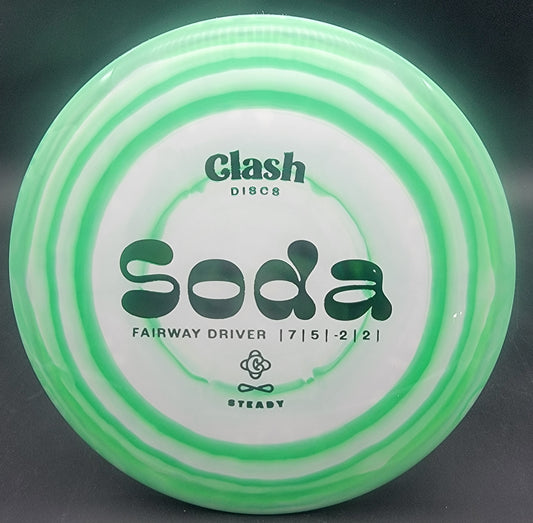 Clash
DISCS
Soda
FAIRWAY DRIVER |7|5|-2|2|
C
STEADY